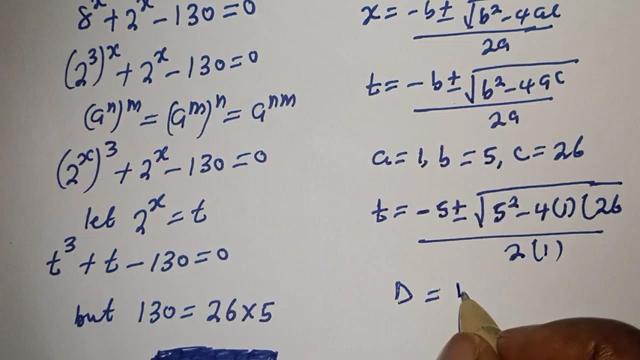 8^x + 2^x - 130 = 0
(2^3)^x + 2^x - 130 = 0
(a^n)^m = (a^m)^n = a^nm
(2^x)^3 + 2^x - 130 = 0
let 2^x = t
t^3 + t - 130 = 0
but 130 = 26 × 5
x = -b ± √b^2 - 4ac
2a
t = -b ± √b^2 - 4ac
2a
a = 1, b = 5, c = 26
t = -5 ± √5^2 - 4(1)(26
2(1)
D =